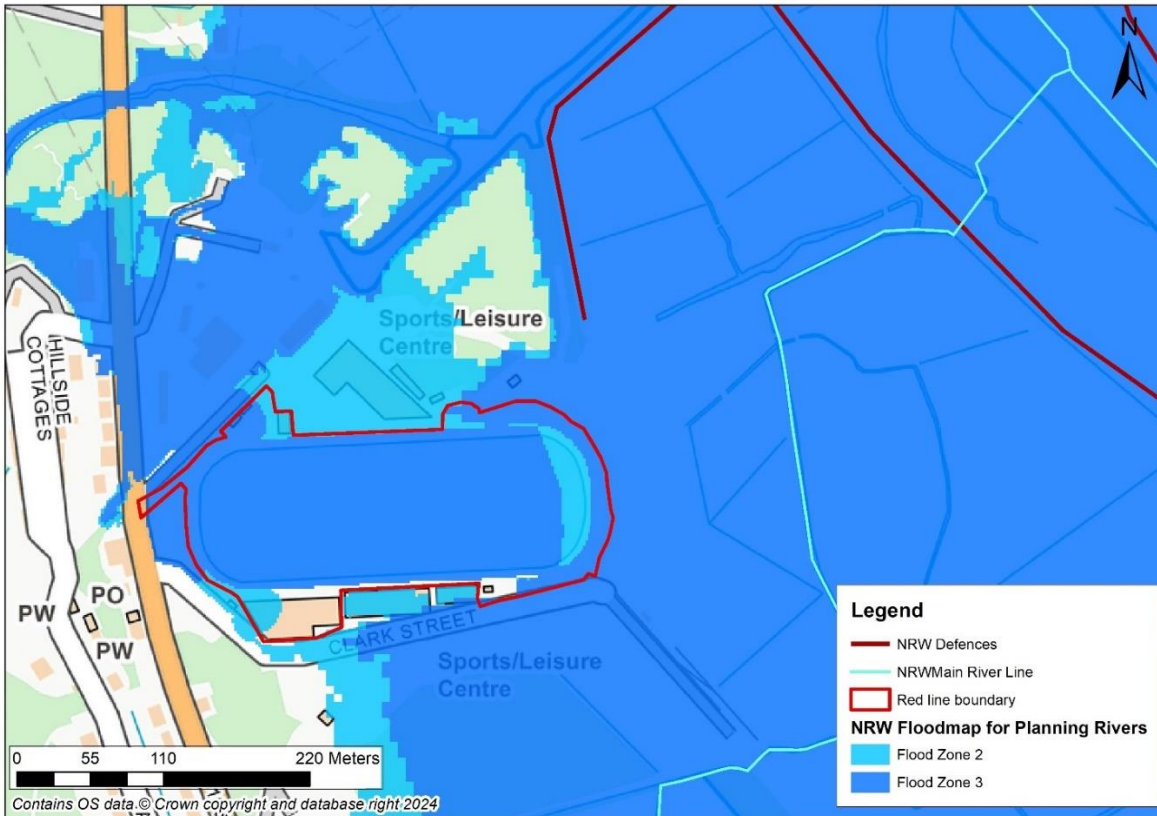 N
Sports/Leisure
Centre
HILLSIDE
COTTAGES
PO
PW
PW
CLARK STREET
Sports/Leisure
Centre
Legend
NRW Defences
NRWMain River Line
Red line boundary
NRW Floodmap for Planning Rivers
Flood Zone 2
Flood Zone 3
0 55 110 220 Meters
Contains OS data © Crown copyright and database right 2024